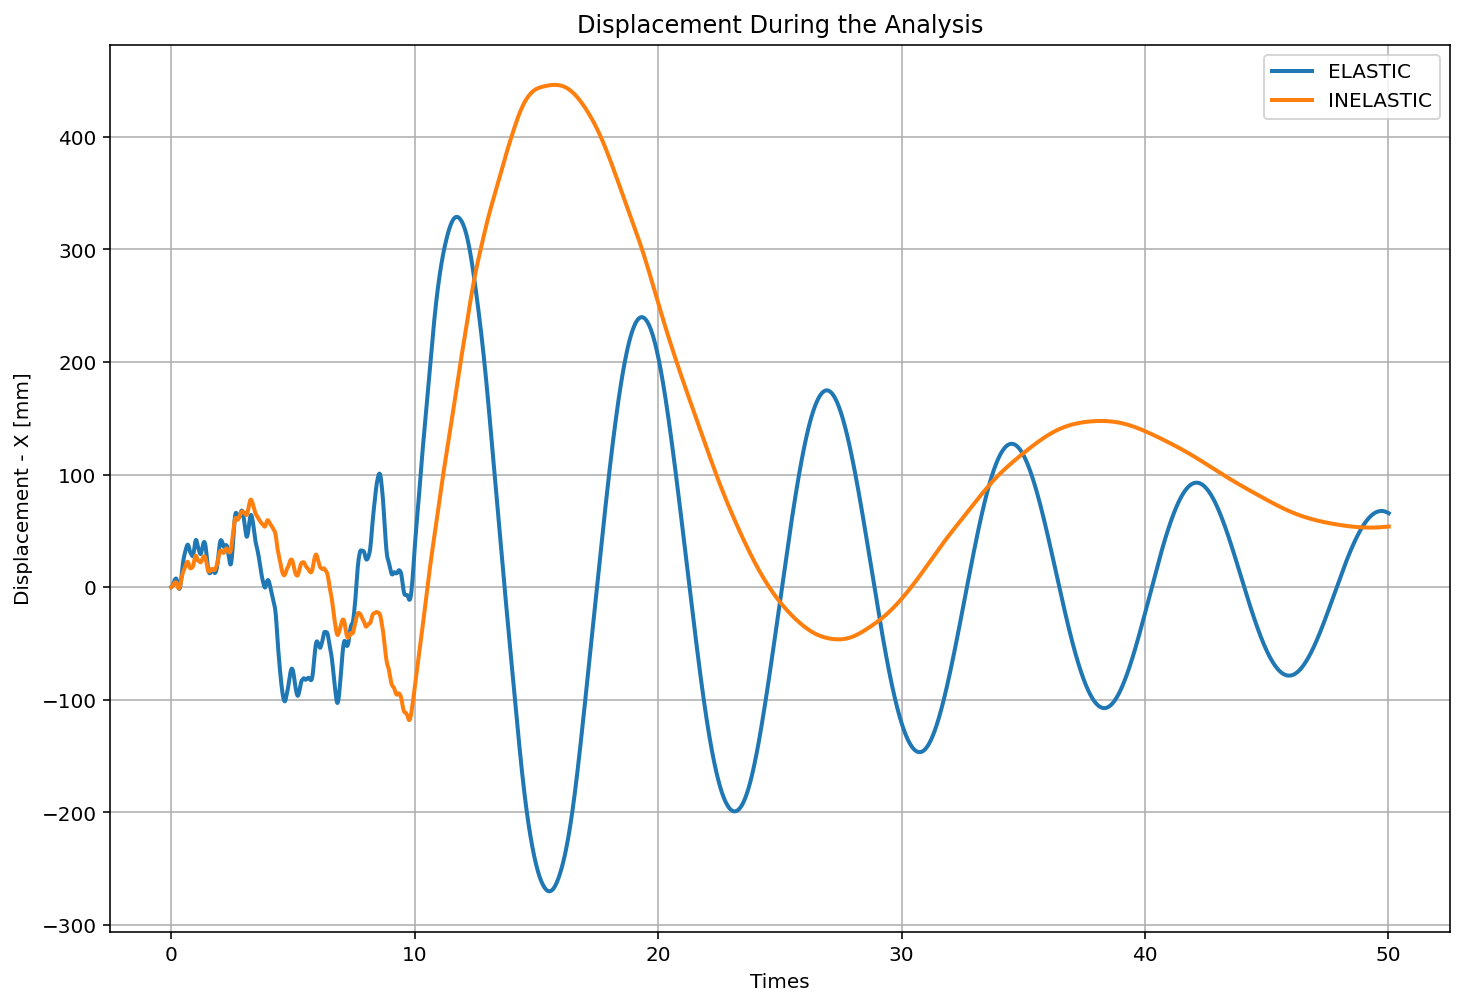 Displacement During the Analysis
ELASTIC
INELASTIC
Displacement - X [mm]
400
300
200
100
0
−100
−200
−300
0 10 20 30 40 50
Times